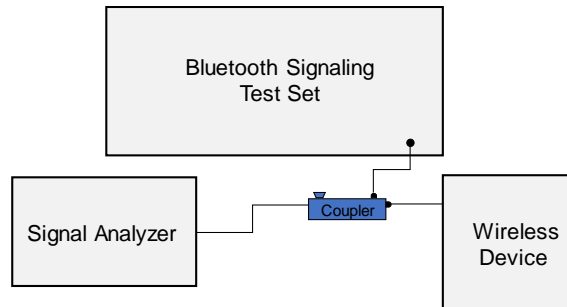 Bluetooth Signaling
Test Set
Coupler
Signal Analyzer
Wireless
Device